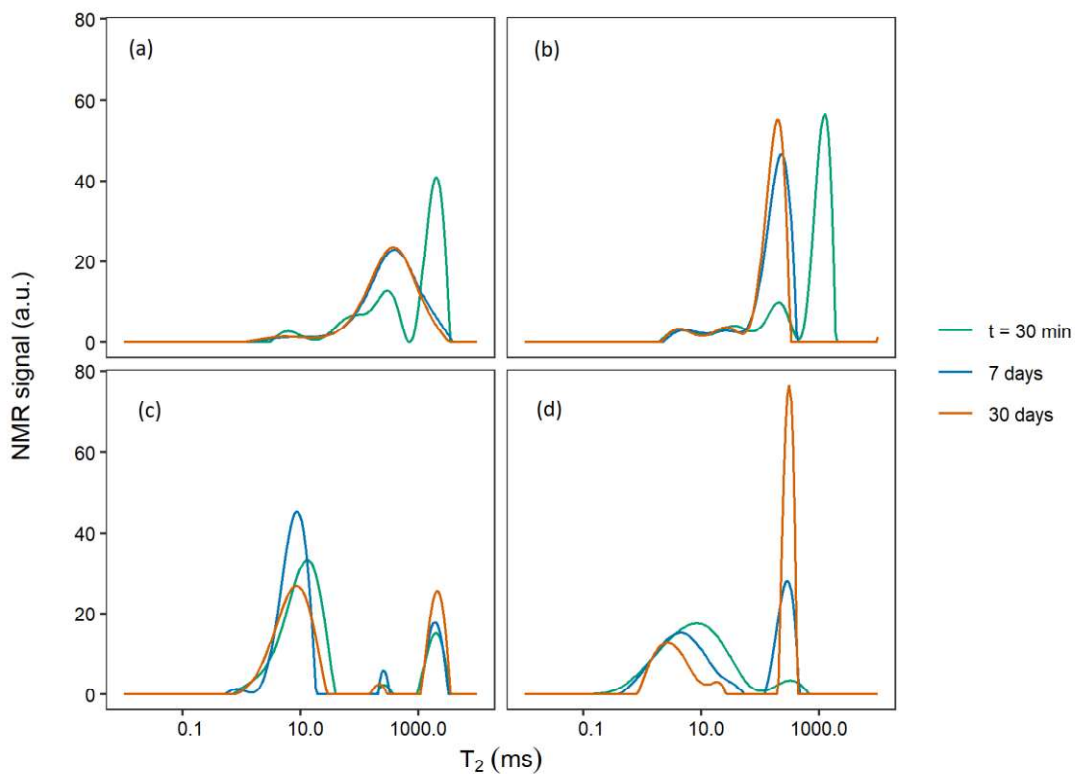 80
60
40
20
0
(a)
(b)
80
60
40
20
0
(c)
(d)
0.1 10.0 1000.0
0.1 10.0 1000.0
NMR signal (a.u.)
T₂ (ms)
t = 30 min
7 days
30 days